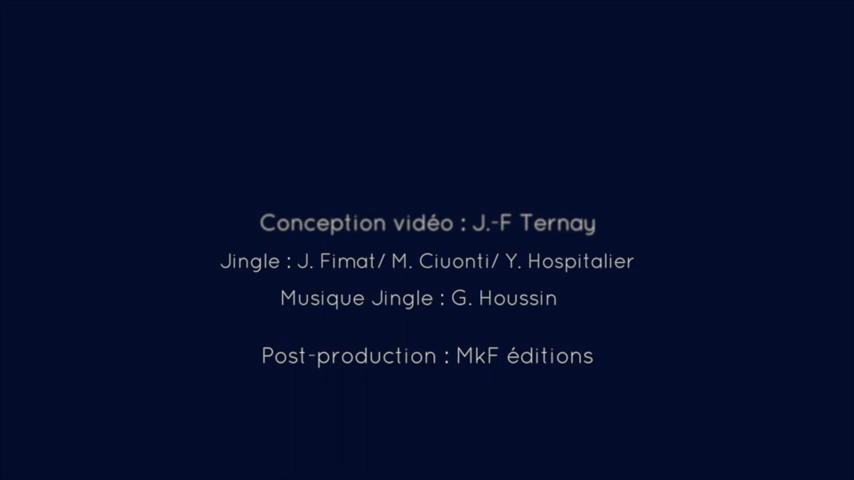 Conception vidéo : J.-F Ternay
Jingle : J. Fimat/ M. Ciuonti/ Y. Hospitalier
Musique Jingle : G. Houssin
Post-production : MkF éditions